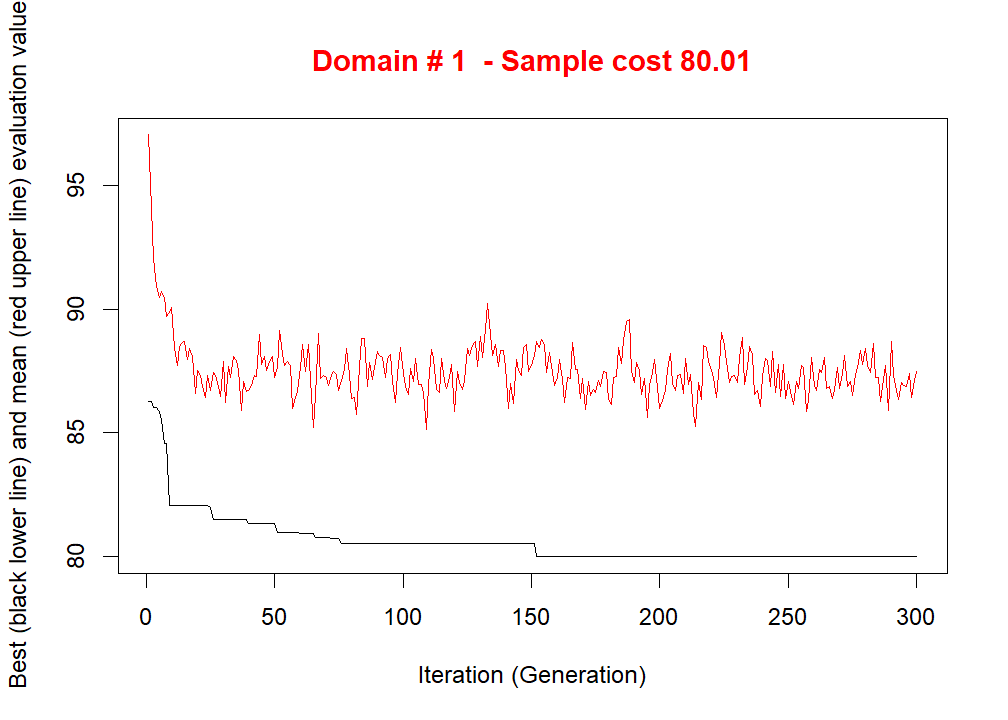 Domain # 1  - Sample cost 80.01
Best (black lower line) and mean (red upper line) evaluation value
95
90
85
80
0 50 100 150 200 250 300
Iteration (Generation)